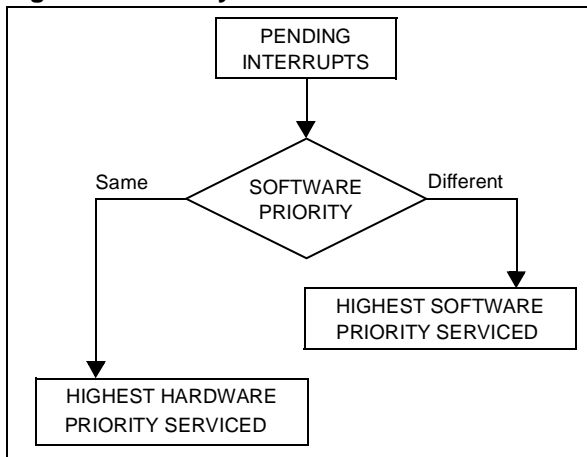 PENDING
INTERRUPTS
Same
SOFTWARE
PRIORITY
Different
HIGHEST SOFTWARE
PRIORITY SERVICED
HIGHEST HARDWARE
PRIORITY SERVICED